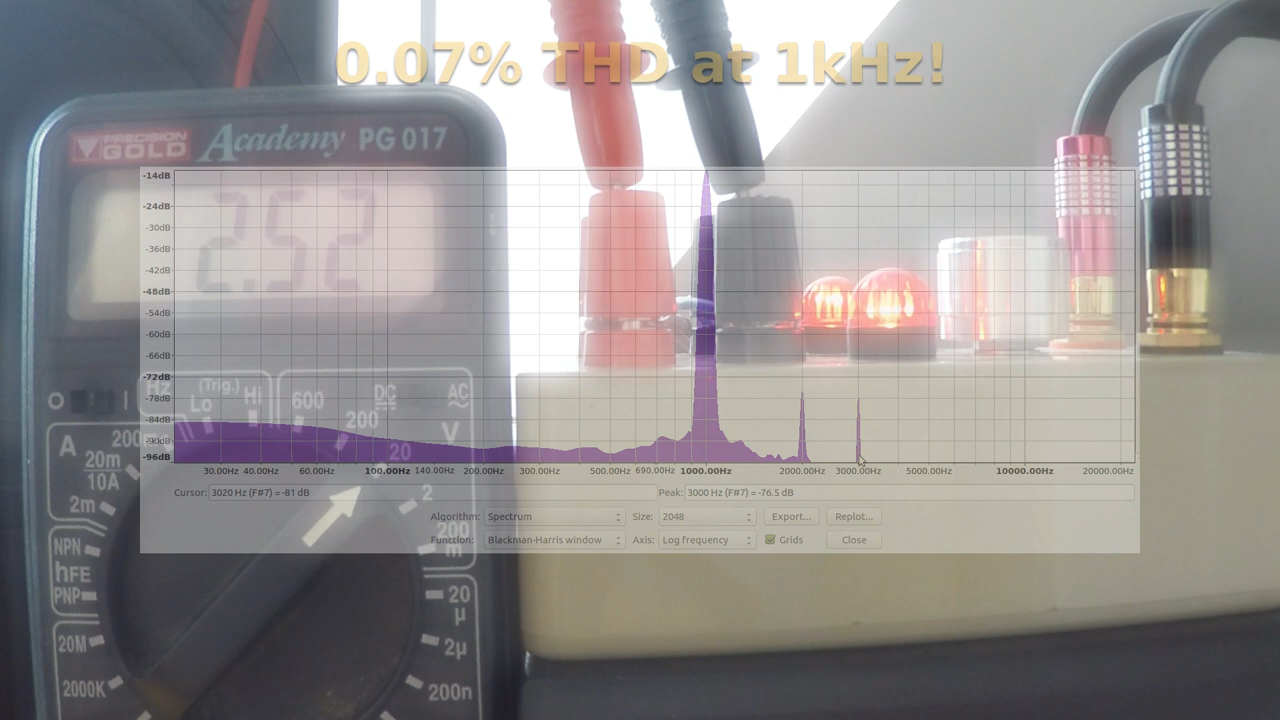 0.07% THD at 1kHz!
PRECISION
GOLD
Academy PG 017
2.52
-14dB
-24dB
-30dB
-36dB
-42dB
-48dB
-54dB
-60dB
-66dB
-72dB
-78dB
-84dB
-90dB
-96dB
30.00Hz 40.00Hz 60.00Hz 100.00Hz 140.00Hz 200.00Hz 300.00Hz 500.00Hz 690.00Hz 1000.00Hz 2000.00Hz 3000.00Hz 5000.00Hz 10000.00Hz 20000.00Hz
Cursor: 3020 Hz (F#7) = -81 dB Peak: 3000 Hz (F#7) = -76.5 dB
Algorithm: Spectrum Size: 2048 Export... Replot...
Function: Blackman-Harris window Axis: Log frequency Grids Close
Hz (Trig.) Lo Hi
600 DC AC
200 V
20
2
200
m
A 200
20m
10A
2m
NPN
hFE
PNP
20M
2000K
20
µ
2µ
200n